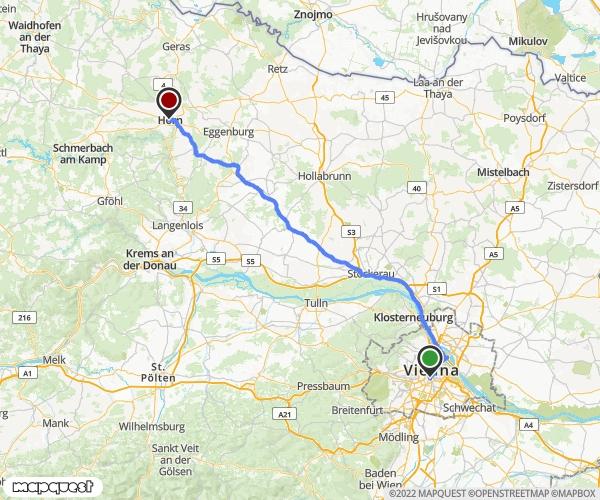 Waidhofen
an der
Thaya
Znojmo
Hrušovany
nad
Jevišovkou
Mikulov
Geras
Retz
Valtice
Laa an der
Thaya
4
45
Horn
Poysdorf
Eggenburg
Schmerbach
am Kamp
Hollabrunn
Mistelbach
Zistersdorf
40
Gföhl
34
A5
Langenlois
S3
Krems an
der Donau
S5
S5
A5
Stockerau
S1
Tulln
Klosterneuburg
216
Melk
A1
St.
Pölten
Vienna
Pressbaum
Breitenfurt
Schwechat
A21
A4
Mank
Wilhelmsburg
Mödling
Sankt Veit
an der
Gölsen
Baden
bei Wien
mapquest
©2022 MAPQUEST ©OPENSTREETMAP ©MAPBOX